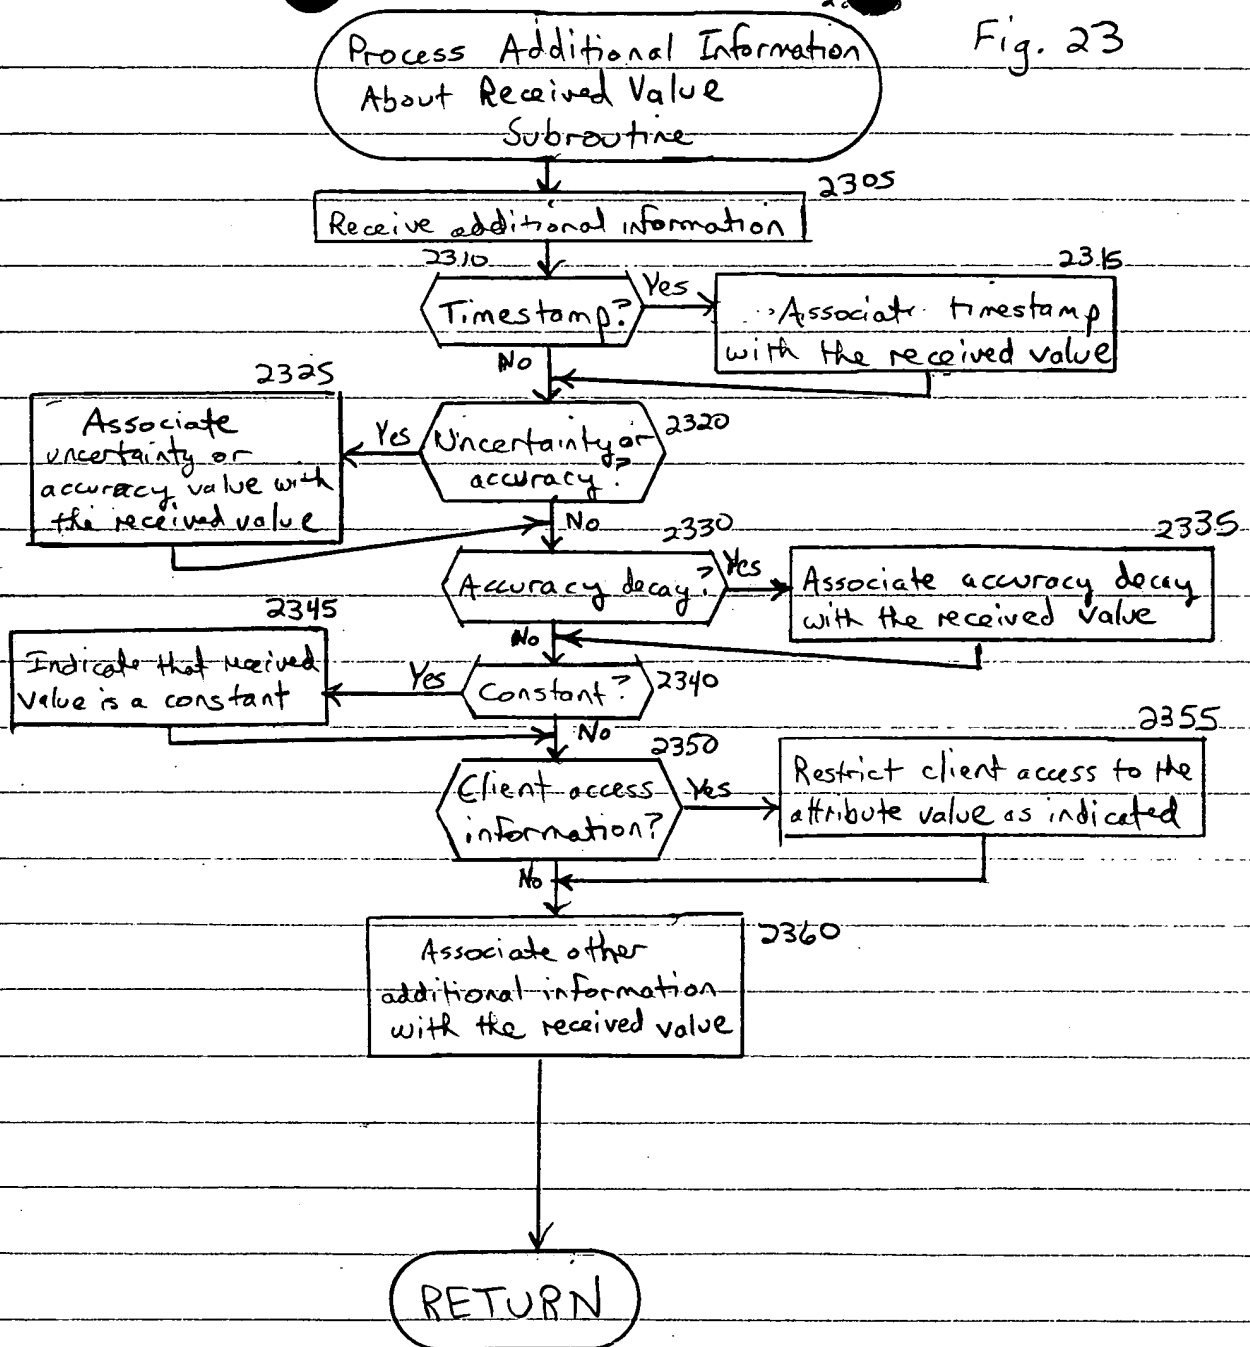 Fig. 23
Process Additional Information
About Received Value
Subroutine
2305
Receive additional information
2310
Timestamp?
Yes
2315
Associate timestamp
with the received value
No
2325
Associate
uncertainty or
accuracy value with
the received value
Yes
Uncertainty or
accuracy?
2320
No
2330
Accuracy decay?
Yes
2335
Associate accuracy decay
with the received value
No
2345
Indicate that received
value is a constant
Yes
Constant?
2340
No
2350
Client access
information?
Yes
2355
Restrict client access to the
attribute value as indicated
No
2360
Associate other
additional information
with the received value
RETURN